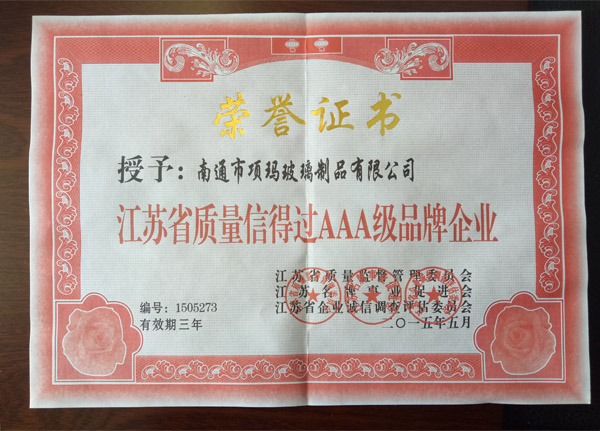 荣誉证书
授予：南通市项玛玻璃制品有限公司
江苏省质量信得过AAA级品牌企业
江苏省质量监督管理委员会
江苏名牌事业促进会
江苏省企业诚信调查评估委员会
二〇一五年五月
编号：1505273
有效期三年